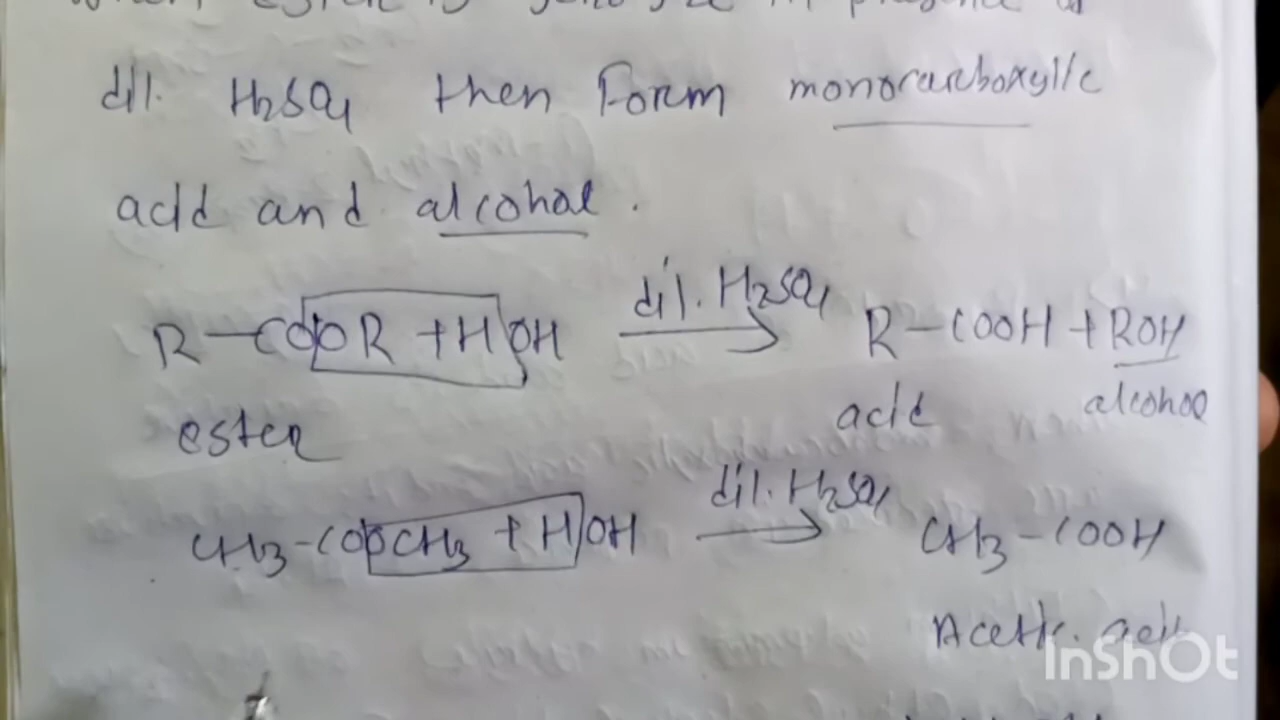 dil. H2SO4 then Form monocarboxylic
acid and alcohol.
R-COOR + HOH dil. H2SO4 R-COOH + ROH
ester acid alcohol
CH3-COOCH3 + HOH dil. H2SO4 CH3-COOH
Acetic. acid
InShOt